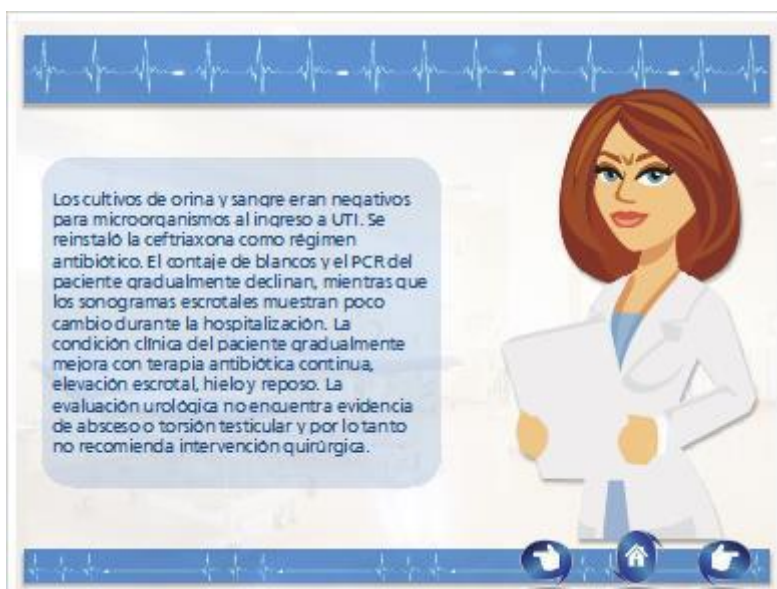 Los cultivos de orina y sangre eran negativos
para microorganismos al ingreso a UTI. Se
reinstaló la ceftriaxona como régimen
antibiótico. El contaje de blancos y el PCR del
paciente gradualmente declinan, mientras que
los sonogramas escrotales muestran poco
cambio durante la hospitalización. La
condición clínica del paciente gradualmente
mejora con terapia antibiótica continua,
elevación escrotal, hielo y reposo. La
evaluación urológica no encuentra evidencia
de absceso o torsión testicular y por lo tanto
no recomienda intervención quirúrgica.